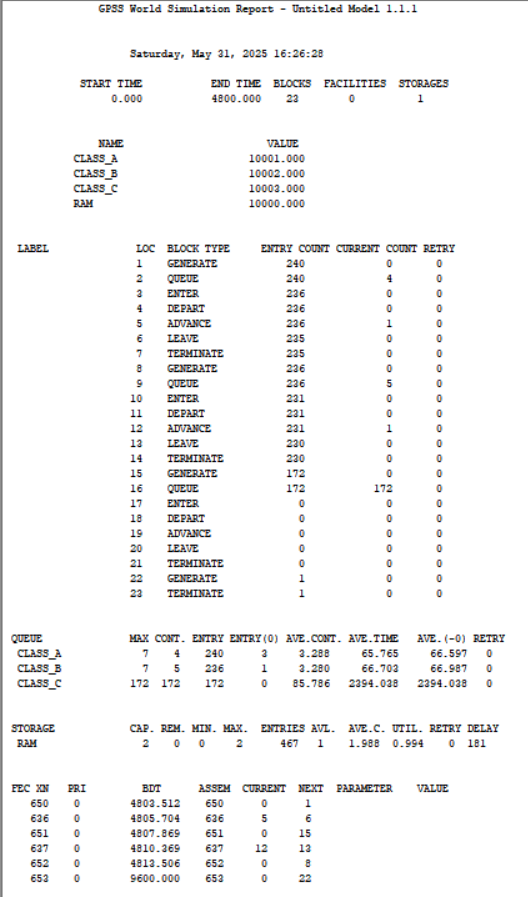 GPSS World Simulation Report - Untitled Model 1.1.1
Saturday, May 31, 2025 16:26:28
START TIME END TIME BLOCKS FACILITIES STORAGES
0.000 4800.000 23 0 1
NAME VALUE
CLASS_A 10001.000
CLASS_B 10002.000
CLASS_C 10003.000
RAM 10000.000
LABEL LOC BLOCK TYPE ENTRY COUNT CURRENT COUNT RETRY
1 GENERATE 240 0 0
2 QUEUE 240 4 0
3 ENTER 236 0 0
4 DEPART 236 0 0
5 ADVANCE 236 1 0
6 LEAVE 235 0 0
7 TERMINATE 235 0 0
8 GENERATE 236 0 0
9 QUEUE 236 5 0
10 ENTER 231 0 0
11 DEPART 231 0 0
12 ADVANCE 231 1 0
13 LEAVE 230 0 0
14 TERMINATE 230 0 0
15 GENERATE 172 0 0
16 QUEUE 172 172 0
17 ENTER 0 0 0
18 DEPART 0 0 0
19 ADVANCE 0 0 0
20 LEAVE 0 0 0
21 TERMINATE 0 0 0
22 GENERATE 1 0 0
23 TERMINATE 1 0 0
QUEUE MAX CONT. ENTRY ENTRY(0) AVE.CONT. AVE.TIME AVE.(-0) RETRY
CLASS_A 7 4 240 3 3.288 65.765 66.597 0
CLASS_B 7 5 236 1 3.280 66.703 66.987 0
CLASS_C 172 172 172 0 85.786 2394.038 2394.038 0
STORAGE CAP. REM. MIN. MAX. ENTRIES AVL. AVE.C. UTIL. RETRY DELAY
RAM 2 0 0 2 467 1 1.988 0.994 0 181
FEC XN PRI BDT ASSEM CURRENT NEXT PARAMETER VALUE
650 0 4803.512 650 0 1
636 0 4805.704 636 5 6
651 0 4807.869 651 0 15
637 0 4810.369 637 12 13
652 0 4813.506 652 0 8
653 0 9600.000 653 0 22